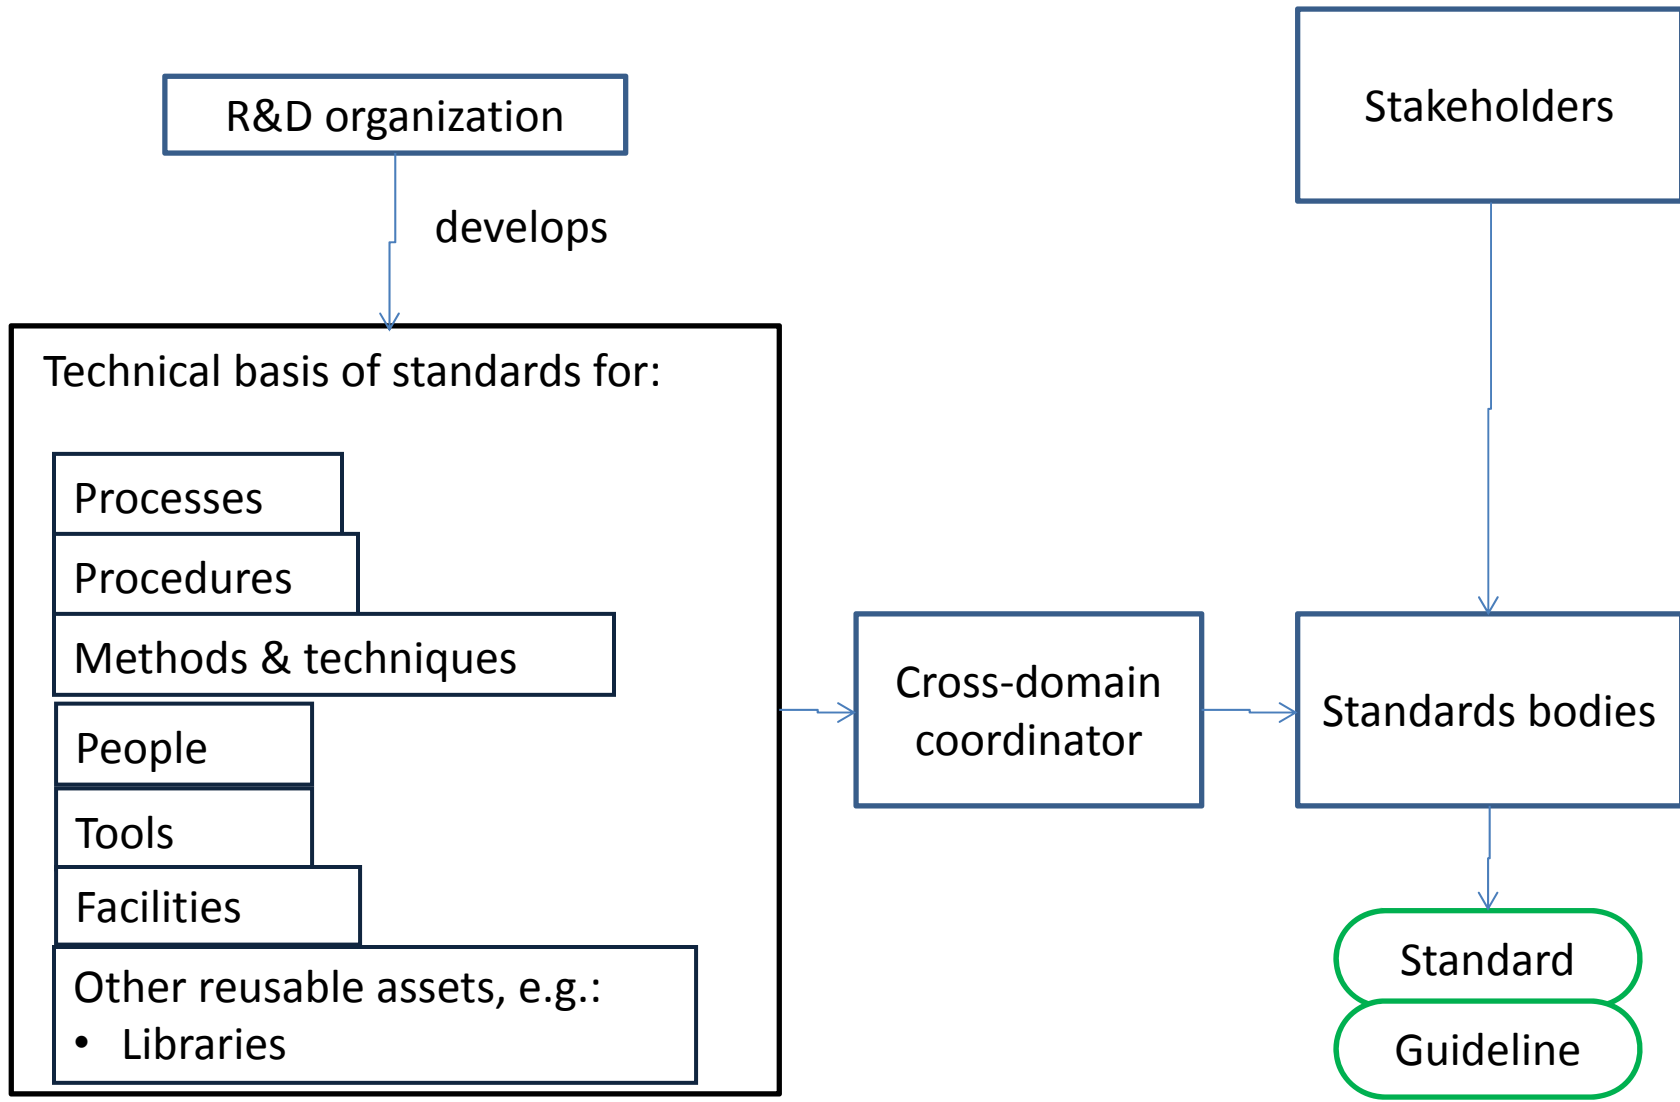 R&D organization
Stakeholders
develops
Technical basis of standards for:
Processes
Procedures
Methods & techniques
People
Tools
Facilities
Other reusable assets, e.g.:
• Libraries
Cross-domain
coordinator
Standards bodies
Standard
Guideline